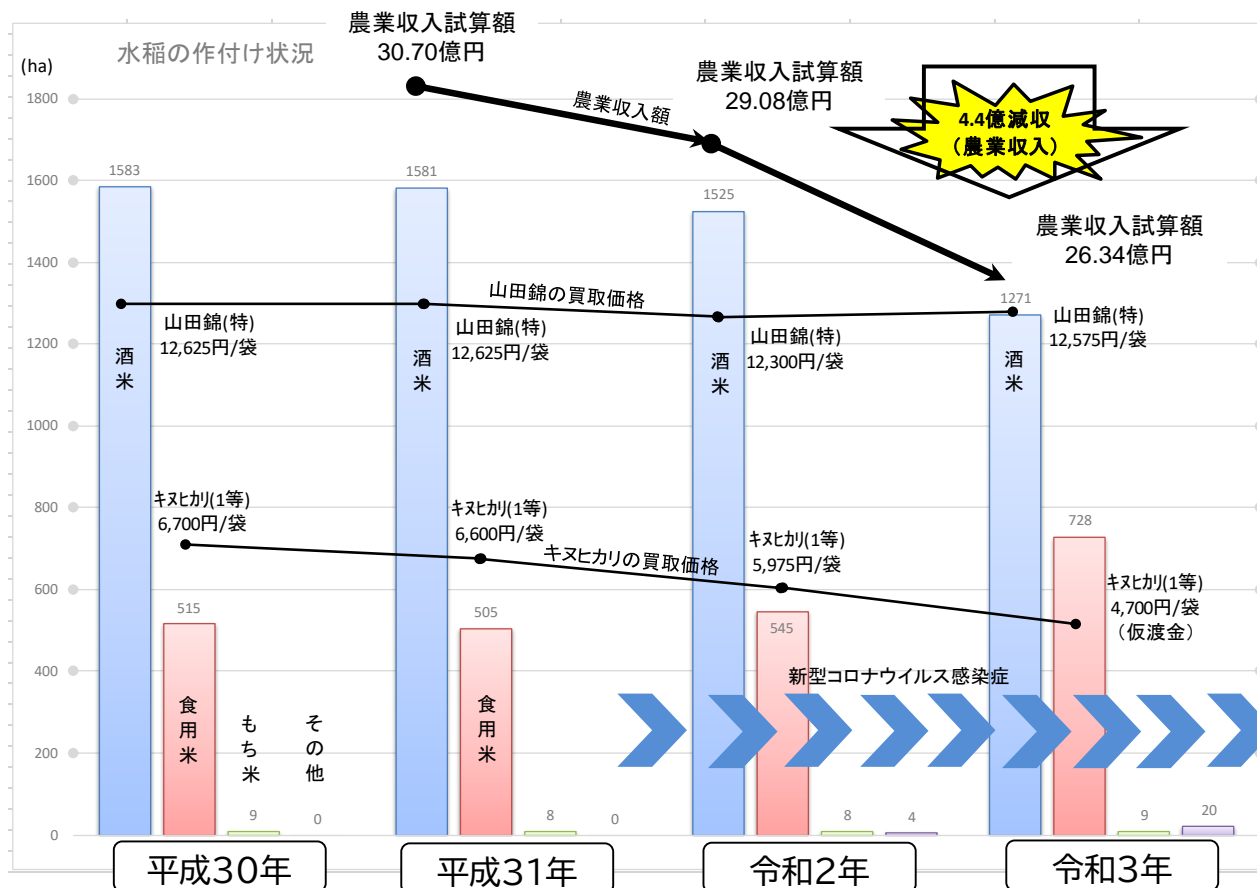 水稲の作付け状況
(ha)
農業収入試算額
30.70億円
農業収入額
農業収入試算額
29.08億円
4.4億減収
（農業収入）
農業収入試算額
26.34億円
1800
1600
1400
1200
1000
800
600
400
200
0
1583
1581
1525
1271
山田錦の買取価格
山田錦(特)
12,625円/袋
山田錦(特)
12,625円/袋
山田錦(特)
12,300円/袋
山田錦(特)
12,575円/袋
酒米
酒米
酒米
酒米
キヌヒカリ(1等)
6,700円/袋
キヌヒカリ(1等)
6,600円/袋
キヌヒカリの買取価格
キヌヒカリ(1等)
5,975円/袋
キヌヒカリ(1等)
4,700円/袋
（仮渡金）
515
505
545
728
新型コロナウイルス感染症
食用米
もち米
その他
食用米
9
0
8
0
8
4
9
20
平成30年
平成31年
令和2年
令和3年